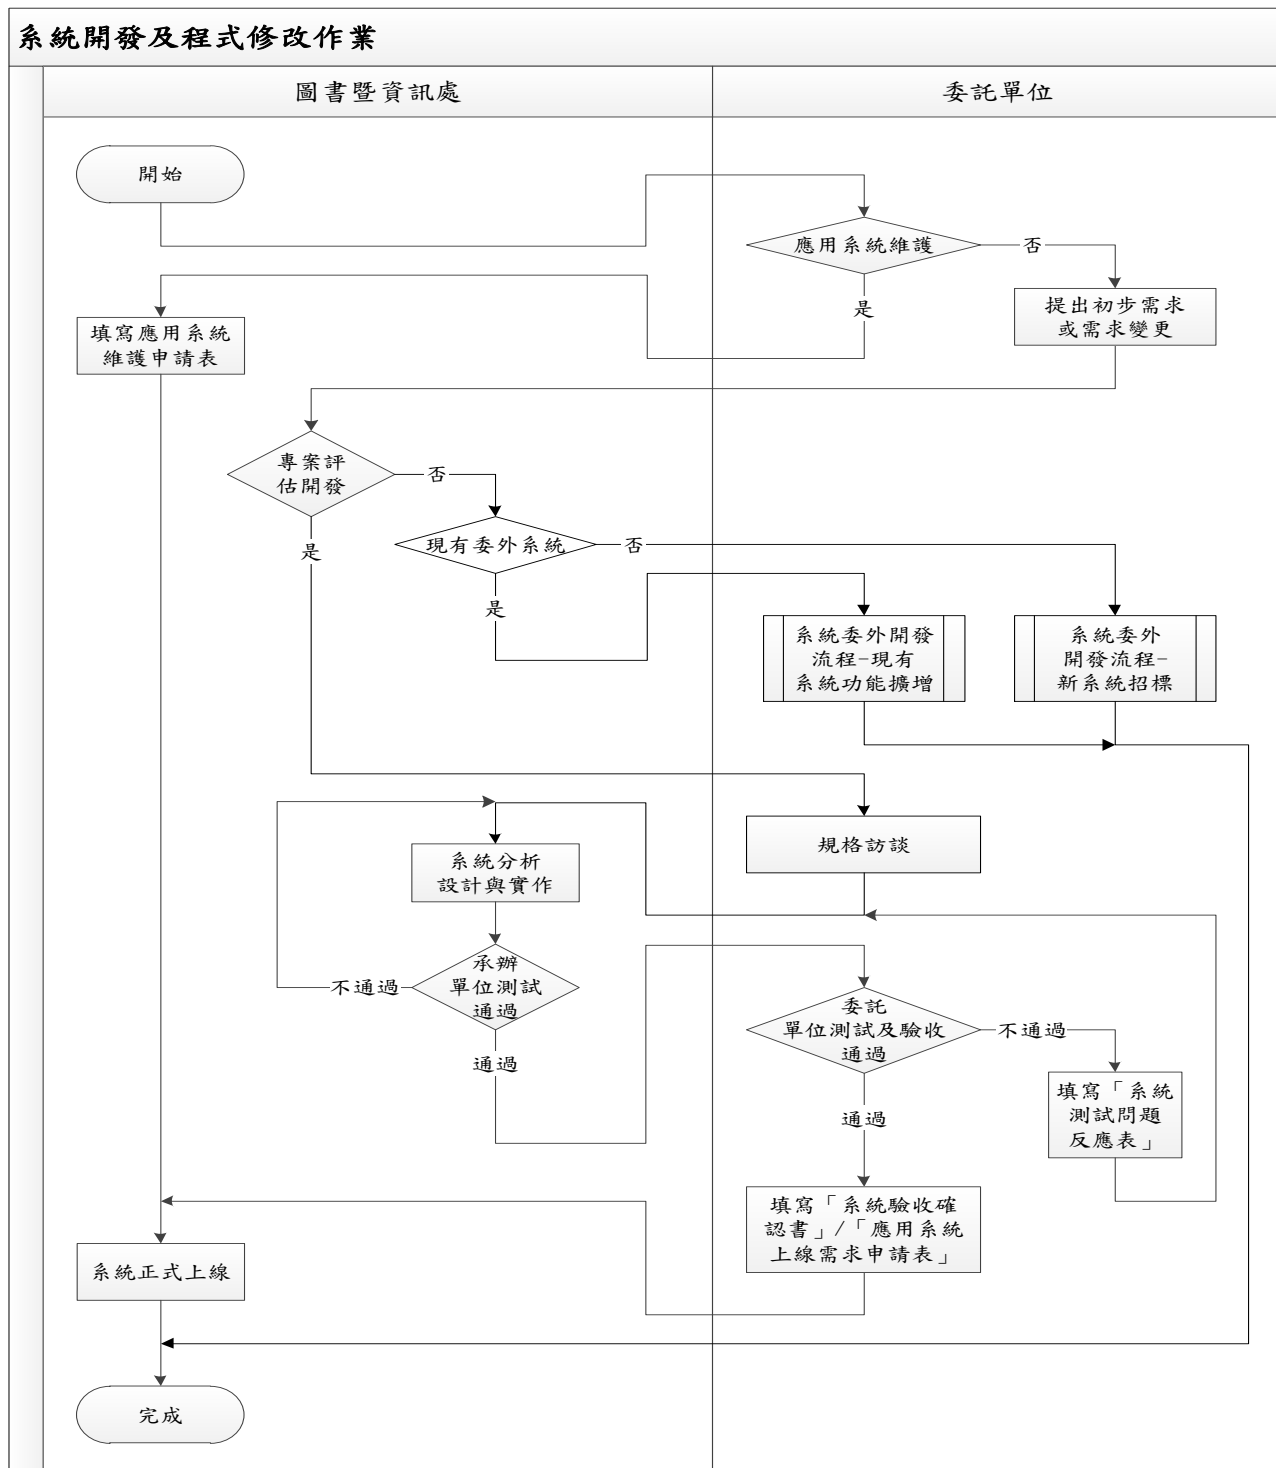 系統開發及程式修改作業
圖書暨資訊處
委託單位
開始
應用系統維護
否
是
提出初步需求
或需求變更
填寫應用系統
維護申請表
專案評
估開發
否
是
現有委外系統
否
是
系統委外開發
流程-現有
系統功能擴增
系統委外
開發流程-
新系統招標
規格訪談
系統分析
設計與實作
承辦
單位測試
通過
不通過
通過
委託
單位測試及驗收
通過
不通過
通過
填寫「系統
測試問題
反應表」
填寫「系統驗收確
認書」/「應用系統
上線需求申請表」
系統正式上線
完成